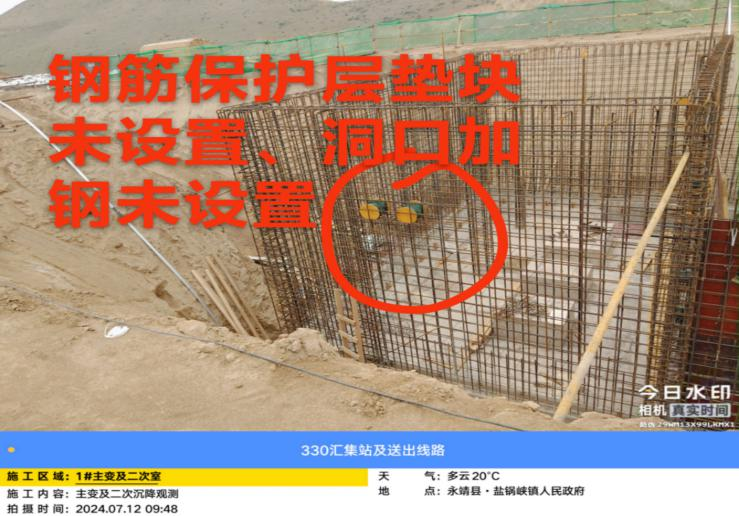 钢筋保护层垫块
未设置、洞口加
钢未设置
今日水印
相机 真实时间
防伪 29WM13X99LKMX1
330汇集站及送出线路
施工区域：1#主变及二次室
天 气：多云20°C
施工内容：主变及二次沉降观测
地 点：永靖县·盐锅峡镇人民政府
拍摄时间：2024.07.12 09:48